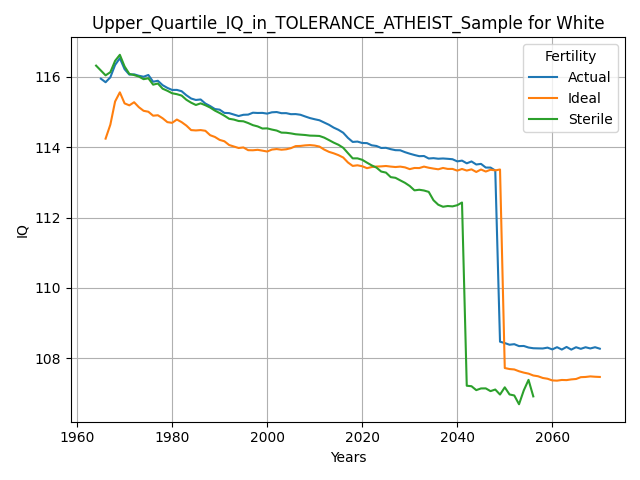 Upper_Quartile_IQ_in_TOLERANCE_ATHEIST_Sample for White
Fertility
Actual
Ideal
Sterile
116
114
112
110
108
IQ
1960
1980
2000
2020
2040
2060
Years